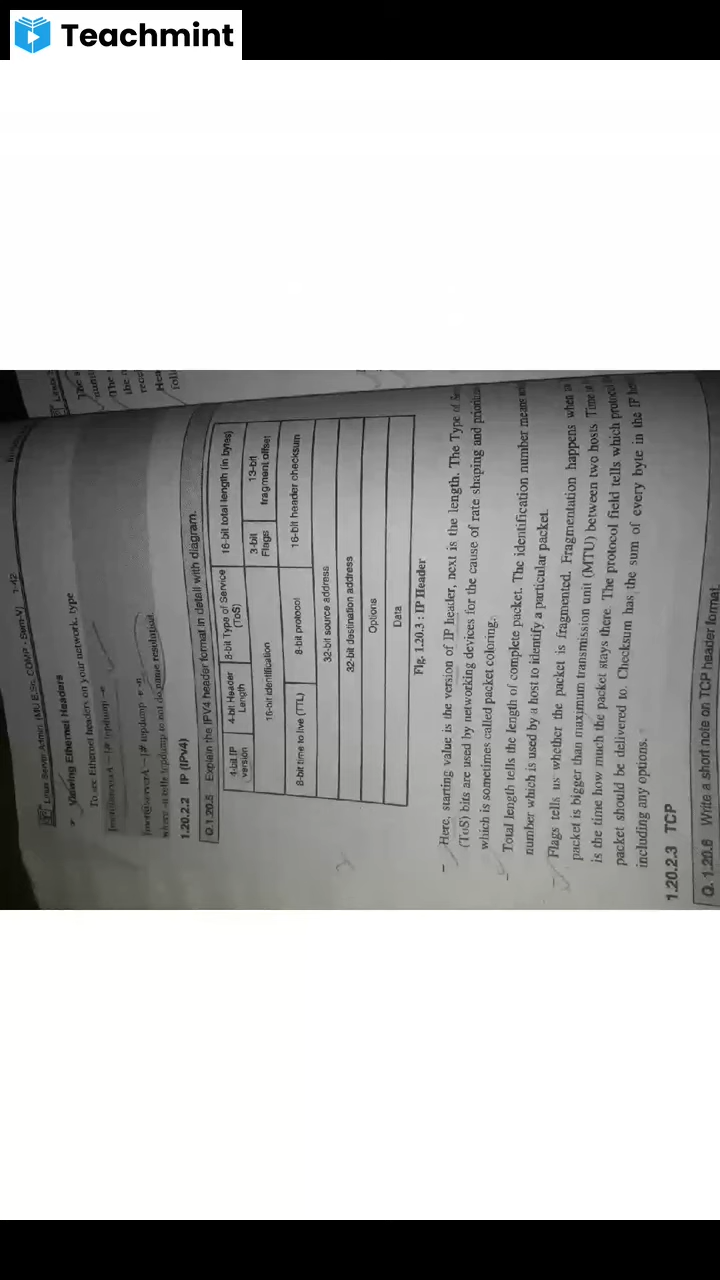 Teachmint
Linux Server Admin. (MU B.Sc. COMP - Sem-V) 1-42
Viewing Ethernet Headers
To see Ethernet headers on your network, type
[root@serverA ~]# tcpdump -e
[root@serverA ~]# tcpdump -e -n
where -n tells tcpdump to not do name resolution.
1.20.2.2 IP (IPv4)
Q.1.20.5 Explain the IPV4 header format in detail with diagram.
4-bit IP version
4-bit Header Length
8-bit Type of Service (ToS)
16-bit total length (in bytes)
16-bit identification
3-bit Flags
13-bit fragment offset
8-bit time to live (TTL)
8-bit protocol
16-bit header checksum
32-bit source address
32-bit destination address
Options
Data
Fig. 1.20.3 : IP Header
– Here, starting value is the version of IP header, next is the length. The Type of
(ToS) bits are used by networking devices for the cause of rate shaping and
which is sometimes called packet coloring.
– Total length tells the length of complete packet. The identification number means
number which is used by a host to identify a particular packet.
– Flags tells us whether the packet is fragmented. Fragmentation happens when
packet is bigger than maximum transmission unit (MTU) between two hosts Time
is the time how much the packet stays there. The protocol field tells which
packet should be delivered to. Checksum has the sum of every byte in the IP
including any options.
1.20.2.3 TCP
Q. 1.20.6 Write a short note on TCP header format.